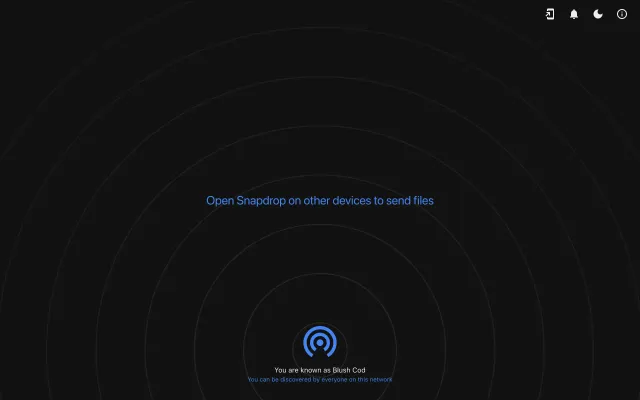 Open Snapdrop on other devices to send files
You are known as Blush Cod
You can be discovered by everyone on this network